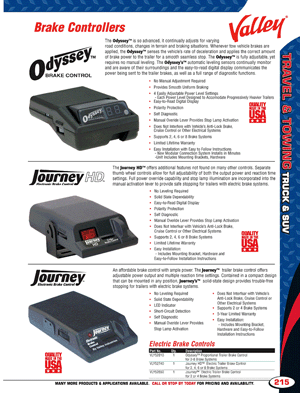 Brake Controllers
Valley
The Odyssey™ is so advanced, it continually adjusts for varying
road conditions, changes in terrain and braking situations. Whenever the vehicle brakes are
applied, the Odyssey™ senses the vehicle's rate of deceleration and applies the correct amount
of brake power to the trailer for a smooth seamless stop. The Odyssey™ is fully adjustable, yet
requires no manual leveling. The Odyssey™ automatic leveling sensors continually monitor
and are aware of their surroundings and the easy-to-read digital display communicates the
power being sent to the trailer brakes, as well as a full range of diagnostic functions.
Odyssey™
BRAKE CONTROL
• No Manual Adjustment Required
• Provides Smooth Uniform Braking
• 4 Easily Adjustable Power Level Settings
- Each Power Level Designed to Accommodate Progressively Heavier Trailers
• Easy-to-Read Digital Display
• Polarity Protection
• Self Diagnostic
• Manual Override Lever Provides Stop Lamp Activation
• Does Not Interfere with Vehicle's Anti-Lock Brake,
Cruise Control or Other Electrical Systems
• Supports 2, 4, 6 or 8 Brake Systems
• Limited Lifetime Warranty
• Easy Installation with Easy to Follow Instructions
- New Modular Connection System Installs in Minutes
- Unit Includes Mounting Brackets, Hardware
QUALITY
MADE IN THE
USA
TRAVEL & TOWING
TRUCK & SUV
Journey HD™
Electronic Brake Control
The Journey HD™ offers additional features not found on many other controls. Separate
thumb wheel controls allow for full adjustability of both the output power and reaction time
settings. Full power override capability and stop lamp illumination are incorporated into the
manual activation lever to provide safe stopping for trailers with electric brake systems.
• No Leveling Required
• Solid State Dependability
• Easy-to-Read Digital Display
• Polarity Protection
• Self Diagnostic
• Manual Override Lever Provides Stop Lamp Activation
• Does Not Interfere with Vehicle's Anti-Lock Brake,
Cruise Control or Other Electrical Systems
• Supports 2, 4, 6 or 8 Brake Systems
• Limited Lifetime Warranty
• Easy Installation
- Includes Mounting Bracket, Hardware and
Easy-to-Follow Installation Instructions
QUALITY
MADE IN THE
USA
Journey™
Electronic Brake Control
An affordable brake control with ample power. The Journey™ trailer brake control offers
adjustable power output and multiple reaction time settings. Contained in a compact design
that can be mounted in any position. Journey's™ solid-state design provides trouble-free
stopping for trailers with electric brake systems.
• No Leveling Required
• Solid State Dependability
• LED Indicator
• Short-Circuit Detection
• Self Diagnostic
• Manual Override Lever Provides
Stop Lamp Activation
• Does Not Interfere with Vehicle's
Anti-Lock Brake, Cruise Control or
Other Electrical Systems
• Supports 2 or 4 Brake Systems
• 5-Year Limited Warranty
• Easy Installation
- Includes Mounting Bracket,
Hardware and Easy-to-Follow
Installation Instructions
QUALITY
MADE IN THE
USA
Electric Brake Controls
Part No. Qty. Description
1 Odyssey™ Proportional Trailer Brake Control
1 Journey HD™ Electric Trailer Brake Control
for 2, 4, 6 or 8 Brake Systems
1 Journey™ Electric Trailer Brake Control
for 2 or 4 Brake Systems
MANY MORE PRODUCTS & APPLICATIONS AVAILABLE. CALL OR STOP BY TODAY FOR PRICING AND AVAILABILITY.
215